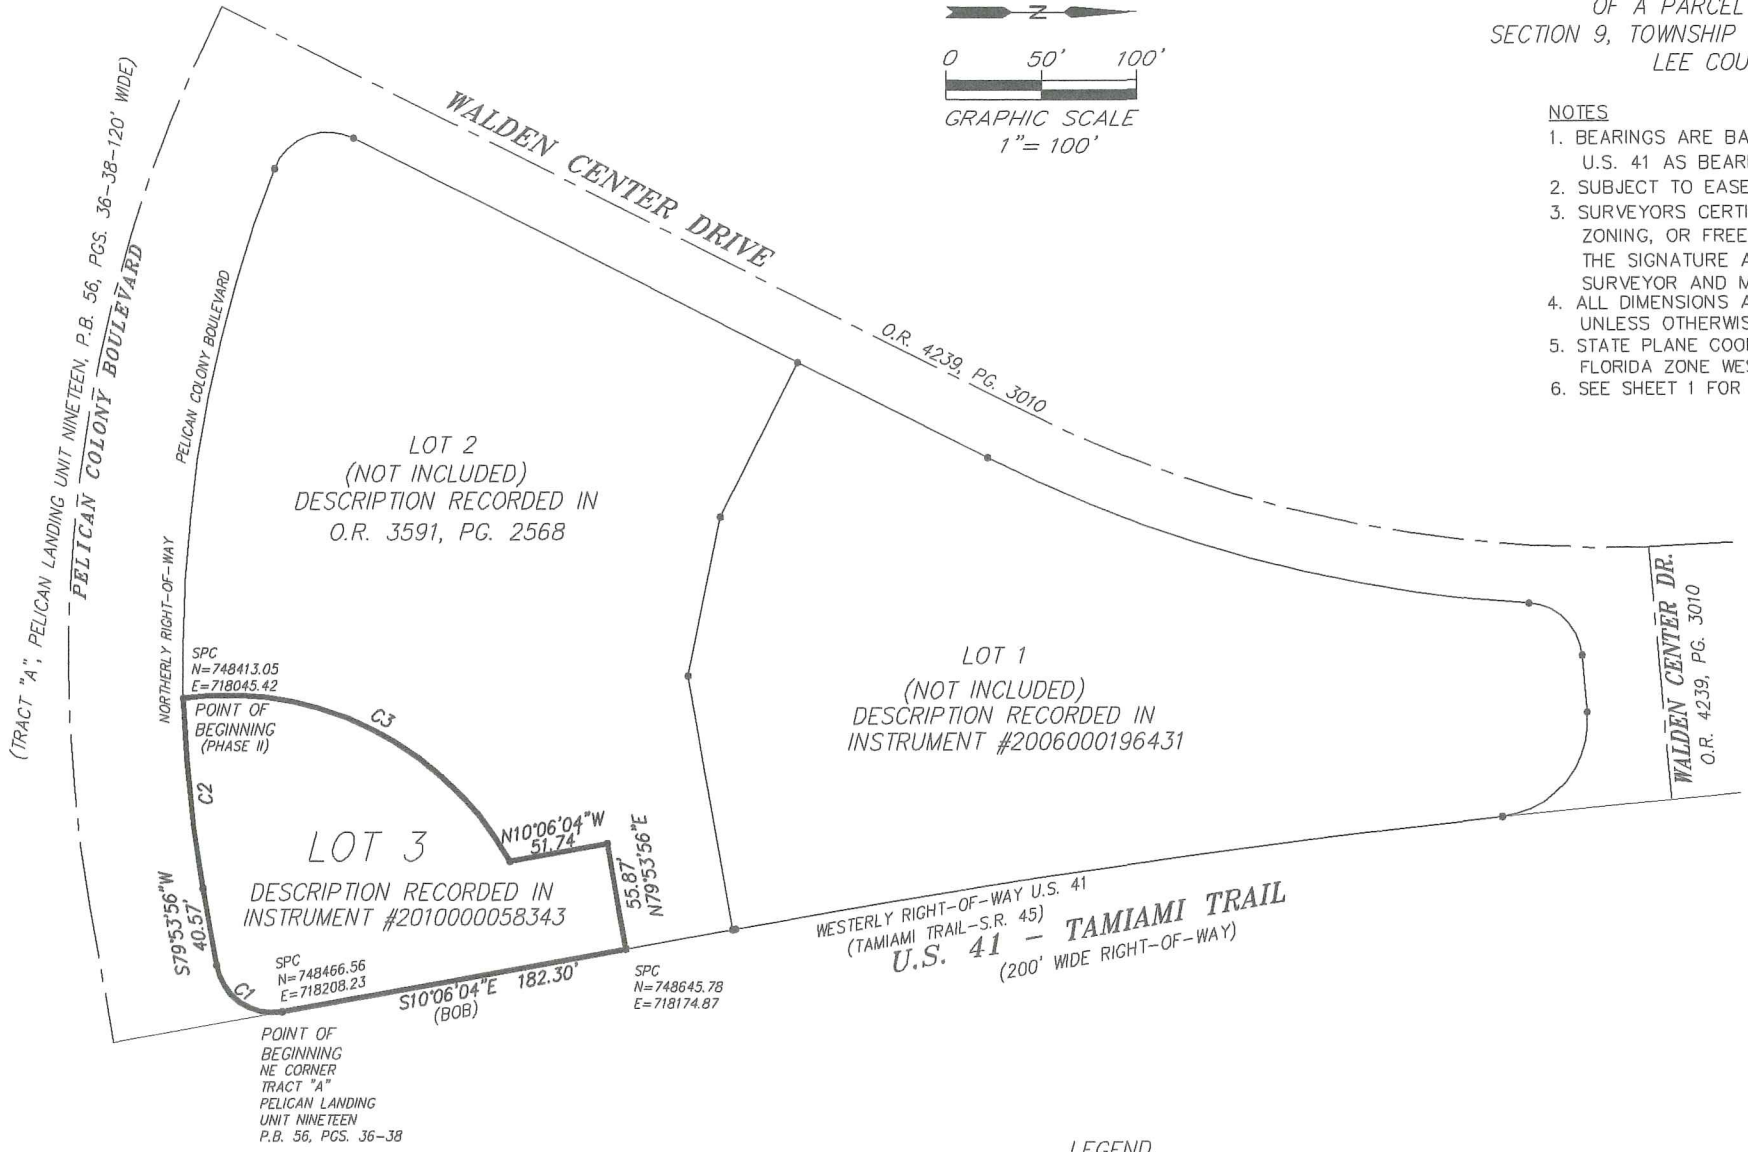 OF A PARCEL
SECTION 9, TOWNSHIP
LEE COU
N
0 50' 100'
GRAPHIC SCALE
1"= 100'
NOTES
1. BEARINGS ARE BA
U.S. 41 AS BEAR
2. SUBJECT TO EASE
3. SURVEYORS CERTI
ZONING, OR FREE
THE SIGNATURE A
SURVEYOR AND M
4. ALL DIMENSIONS A
UNLESS OTHERWIS
5. STATE PLANE COO
FLORIDA ZONE WES
6. SEE SHEET 1 FOR
(TRACT "A", PELICAN LANDING UNIT NINETEEN, P.B. 56, PGS. 36-38-120' WIDE)
PELICAN COLONY BOULEVARD
NORTHERLY RIGHT-OF-WAY
PELICAN COLONY BOULEVARD
WALDEN CENTER DRIVE
O.R. 4239, PG. 3010
LOT 2
(NOT INCLUDED)
DESCRIPTION RECORDED IN
O.R. 3591, PG. 2568
LOT 1
(NOT INCLUDED)
DESCRIPTION RECORDED IN
INSTRUMENT #2006000196431
WALDEN CENTER DR.
O.R. 4239, PG. 3010
SPC
N=748413.05
E=718045.42
POINT OF
BEGINNING
(PHASE II)
C3
C2
N10°06'04"W
51.74'
LOT 3
DESCRIPTION RECORDED IN
INSTRUMENT #2010000058343
55.87'
N79°53'56"E
S79°53'56"W
40.57'
C1
SPC
N=748466.56
E=718208.23
S10°06'04"E 182.30'
(BOB)
SPC
N=748645.78
E=718174.87
WESTERLY RIGHT-OF-WAY U.S. 41
(TAMIAMI TRAIL-S.R. 45)
U.S. 41 - TAMIAMI TRAIL
(200' WIDE RIGHT-OF-WAY)
POINT OF
BEGINNING
NE CORNER
TRACT "A"
PELICAN LANDING
UNIT NINETEEN
P.B. 56, PGS. 36-38
LEGEND